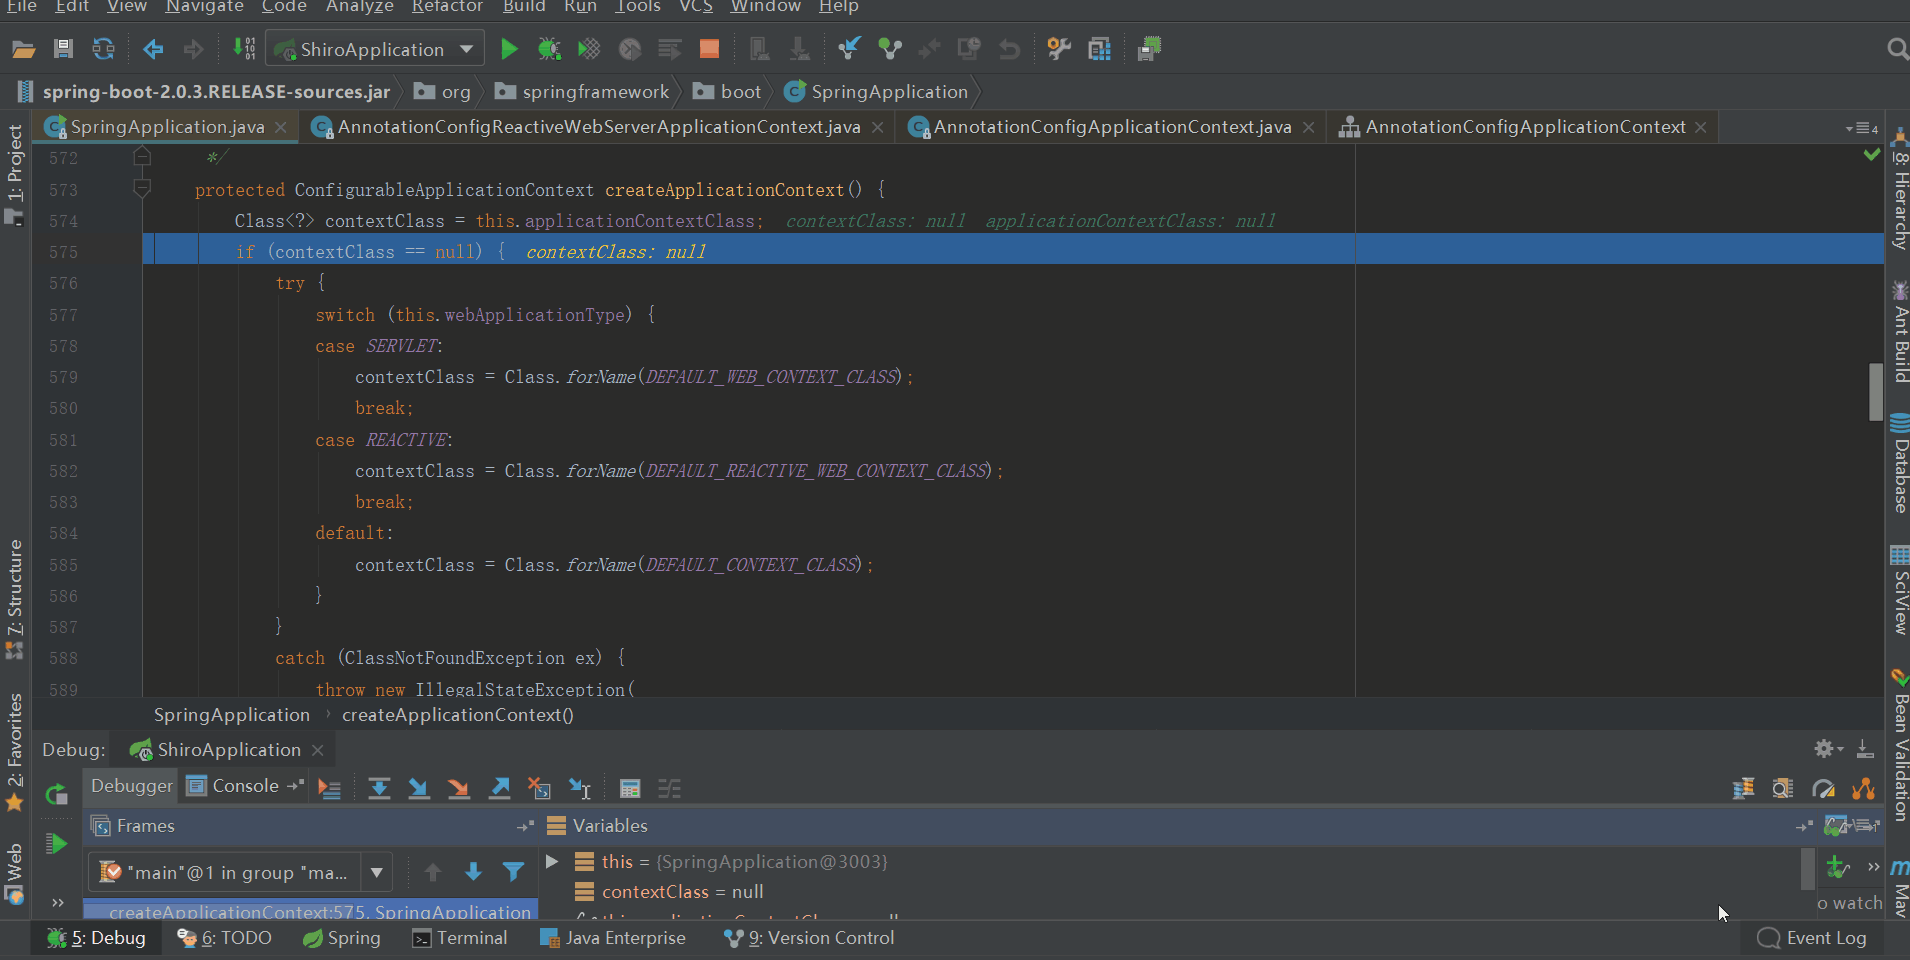 File Edit View Navigate Code Analyze Refactor Build Run Tools VCS Window Help
ShiroApplication
spring-boot-2.0.3.RELEASE-sources.jar org springframework boot SpringApplication
SpringApplication.java AnnotationConfigReactiveWebServerApplicationContext.java AnnotationConfigApplicationContext.java AnnotationConfigApplicationContext 4
572 */
573 protected ConfigurableApplicationContext createApplicationContext() {
574 Class<?> contextClass = this.applicationContextClass; contextClass: null applicationContextClass: null
575 if (contextClass == null) { contextClass: null
576 try {
577 switch (this.webApplicationType) {
578 case SERVLET:
579 contextClass = Class.forName(DEFAULT_WEB_CONTEXT_CLASS);
580 break;
581 case REACTIVE:
582 contextClass = Class.forName(DEFAULT_REACTIVE_WEB_CONTEXT_CLASS);
583 break;
584 default:
585 contextClass = Class.forName(DEFAULT_CONTEXT_CLASS);
586 }
587 }
588 catch (ClassNotFoundException ex) {
589 throw new IllegalStateException(
SpringApplication createApplicationContext()
Debug: ShiroApplication
Debugger Console
Frames Variables
"main"@1 in group "ma... this = {SpringApplication@3003}
contextClass = null
createApplicationContext:575, SpringApplication
o watch
5: Debug 6: TODO Spring Terminal Java Enterprise 9: Version Control Event Log
1: Project
7: Structure
2: Favorites
Web
8: Hierarchy
Ant Build
Database
SciView
Bean Validation
Mav